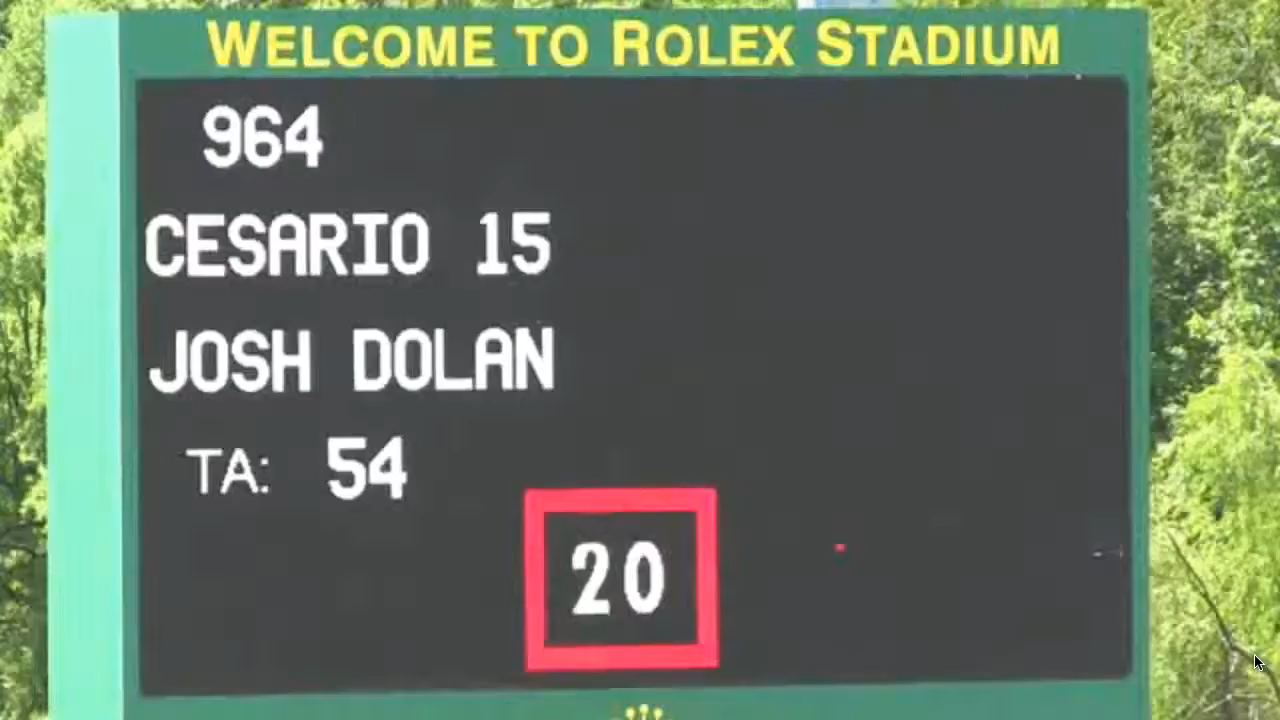 WELCOME TO ROLEX STADIUM
964
CESARIO 15
JOSH DOLAN
TA: 54
20